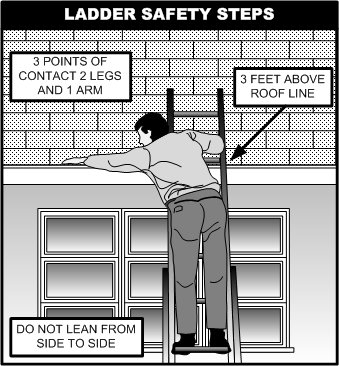 LADDER SAFETY STEPS
3 POINTS OF
CONTACT 2 LEGS
AND 1 ARM
3 FEET ABOVE
ROOF LINE
DO NOT LEAN FROM
SIDE TO SIDE